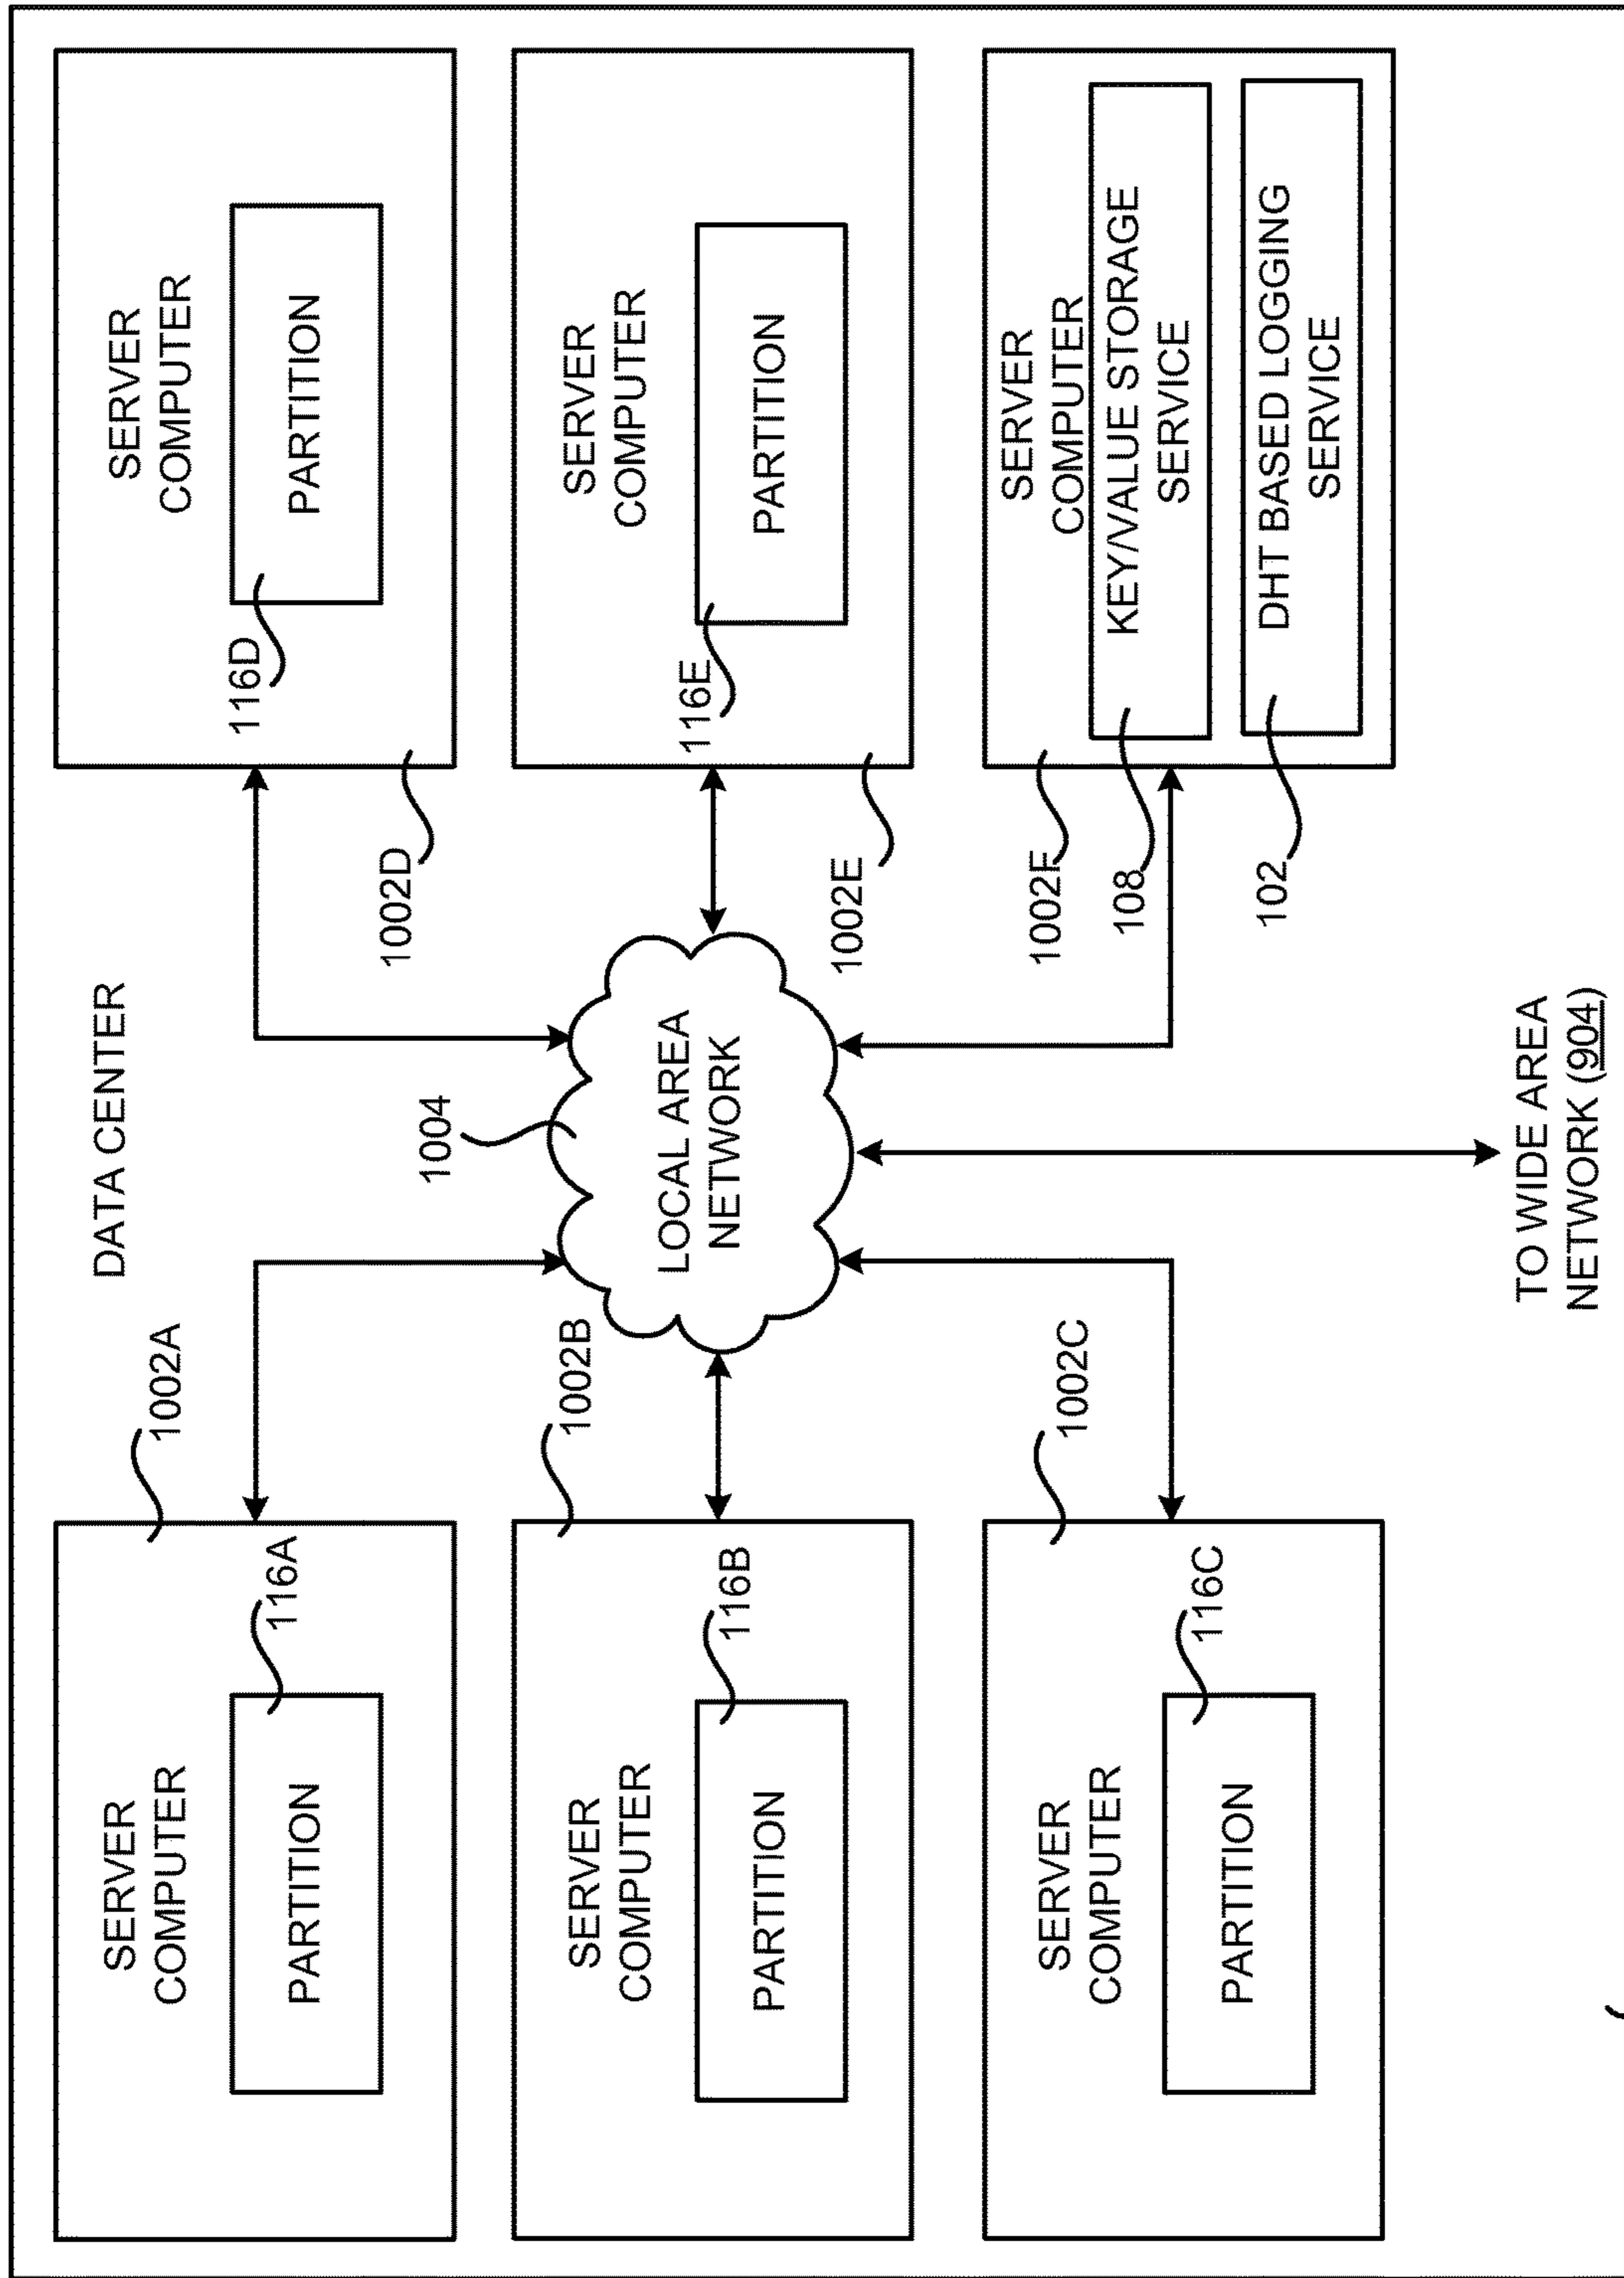 DATA CENTER
1002A
SERVER
COMPUTER
116A
PARTITION
1002B
SERVER
COMPUTER
116B
PARTITION
1002C
SERVER
COMPUTER
116C
PARTITION
1004
LOCAL AREA
NETWORK
SERVER
COMPUTER
116D
PARTITION
1002D
SERVER
COMPUTER
116E
PARTITION
1002E
SERVER
COMPUTER
1002F
KEY/VALUE STORAGE
SERVICE
108
DHT BASED LOGGING
SERVICE
102
TO WIDE AREA
NETWORK (904)